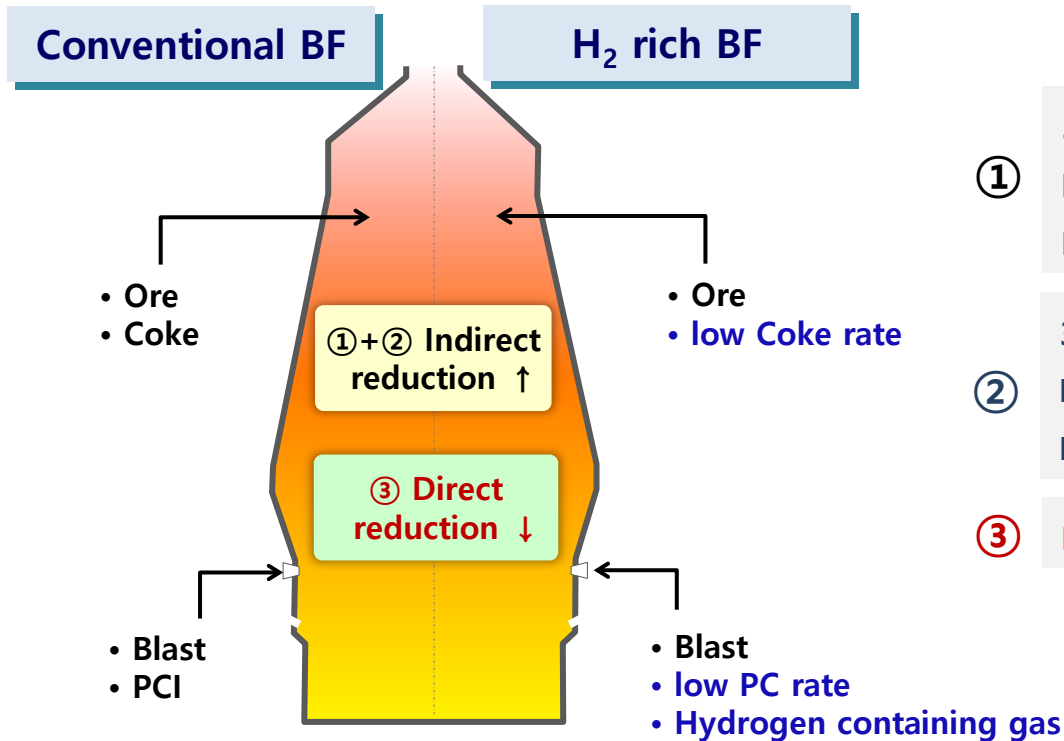 Conventional BF
H₂ rich BF
• Ore
• Coke
• Ore
• low Coke rate
①+② Indirect
reduction ↑
③ Direct
reduction ↓
• Blast
• PCI
• Blast
• low PC rate
• Hydrogen containing gas
①
②
③